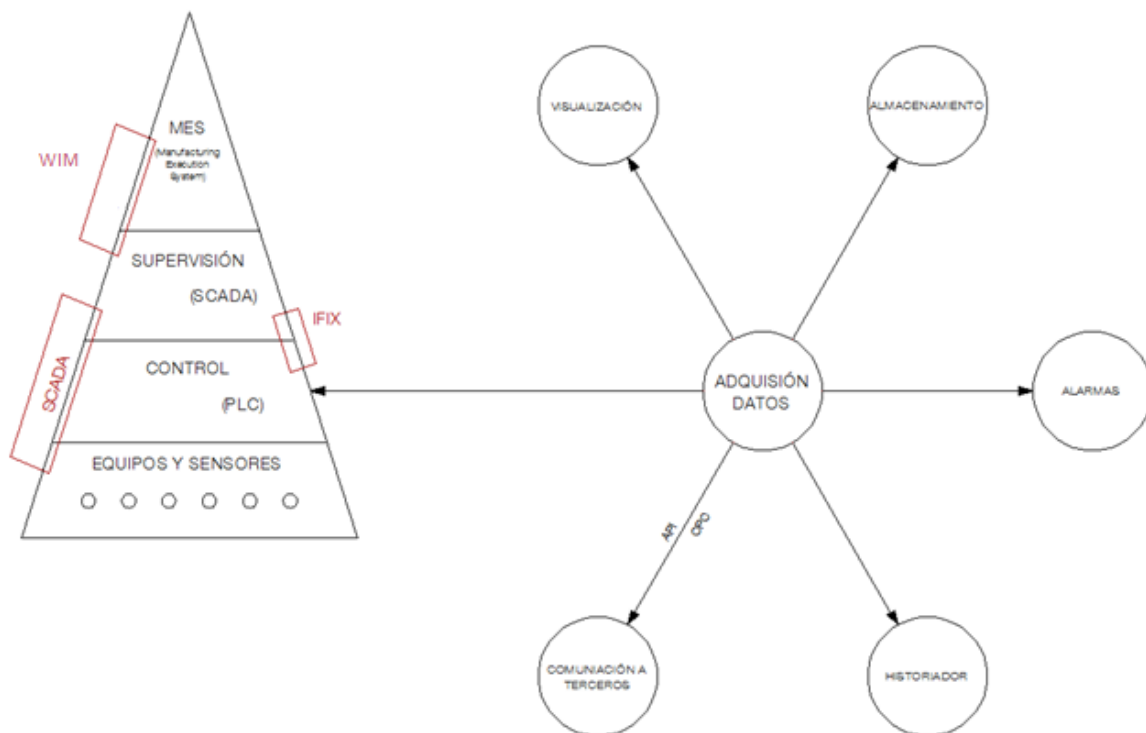 WIM
MES
(Manufacturing
Execution
System)
SUPERVISIÓN
(SCADA)
IFIX
SCADA
CONTROL
(PLC)
EQUIPOS Y SENSORES
VISUALIZACIÓN
ALMACENAMIENTO
ADQUISIÓN
DATOS
ALARMAS
API
OPC
COMUNIACIÓN A
TERCEROS
HISTORIADOR